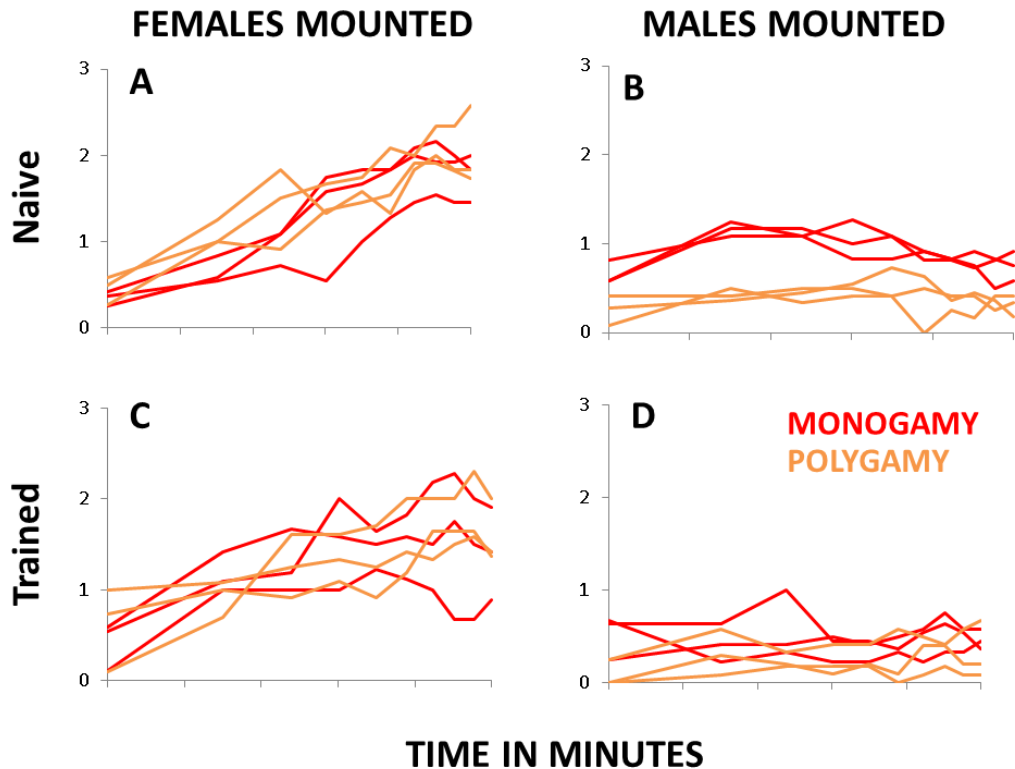 FEMALES MOUNTED
MALES MOUNTED
Naive
A
3
2
1
0
B
3
2
1
0
Trained
C
3
2
1
0
D
3
2
1
0
MONOGAMY
POLYGAMY
TIME IN MINUTES